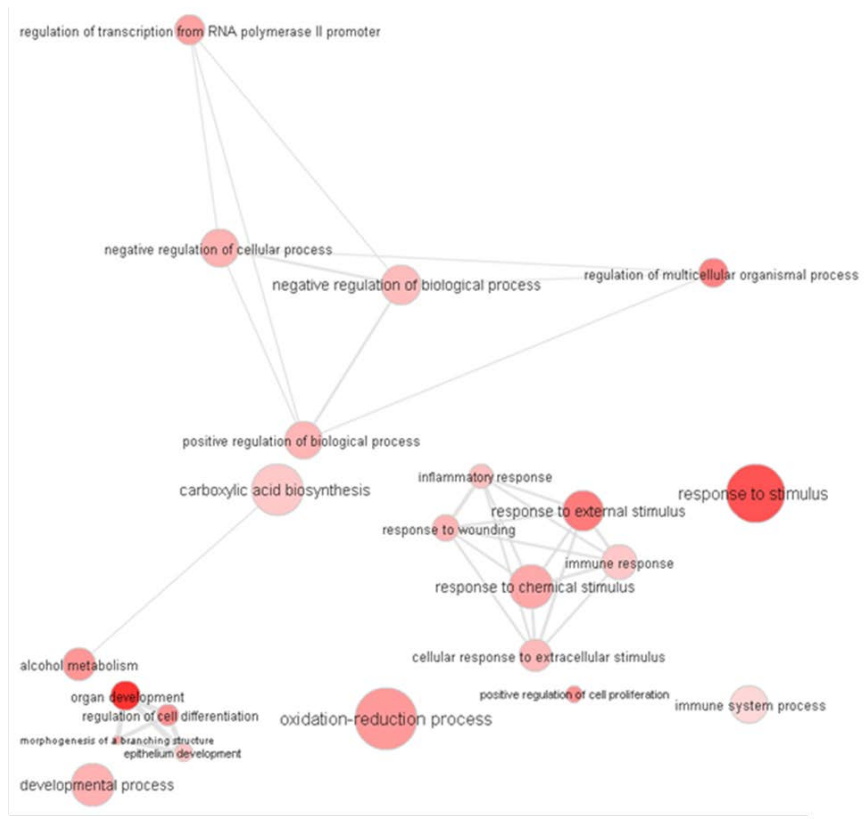 regulation of transcription from RNA polymerase II promoter
negative regulation of cellular process
regulation of multicellular organismal process
negative regulation of biological process
positive regulation of biological process
inflammatory response
carboxylic acid biosynthesis
response to stimulus
response to external stimulus
response to wounding
immune response
response to chemical stimulus
cellular response to extracellular stimulus
alcohol metabolism
positive regulation of cell proliferation
organ development
immune system process
regulation of cell differentiation
oxidation-reduction process
morphogenesis of a branching structure
epithelium development
developmental process